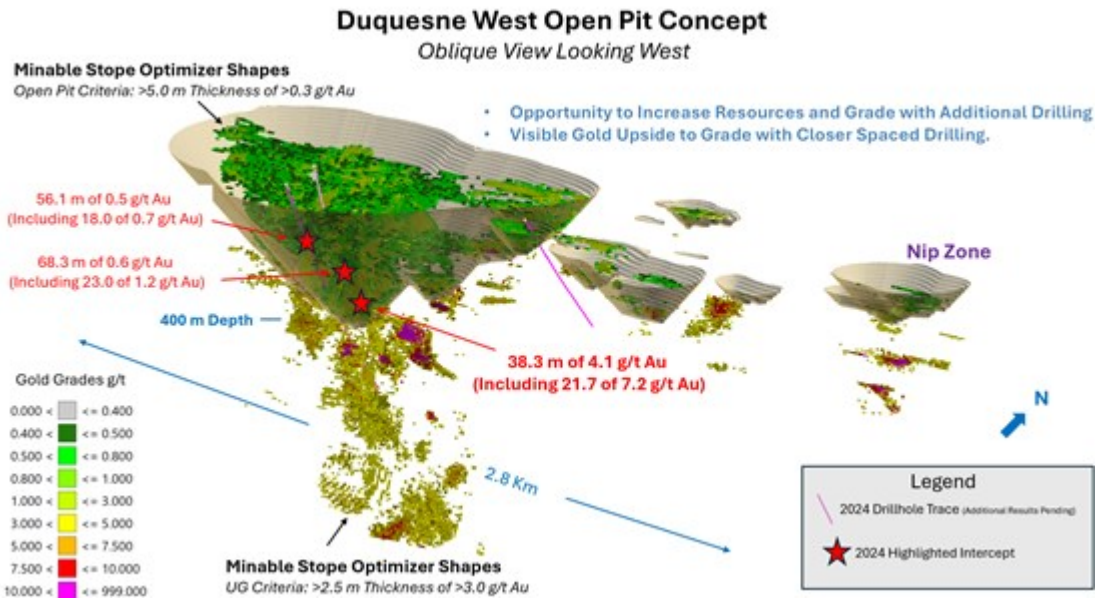 Duquesne West Open Pit Concept
Oblique View Looking West
Minable Stope Optimizer Shapes
Open Pit Criteria: >5.0 m Thickness of >0.3 g/t Au
• Opportunity to Increase Resources and Grade with Additional Drilling
• Visible Gold Upside to Grade with Closer Spaced Drilling.
56.1 m of 0.5 g/t Au
(Including 18.0 of 0.7 g/t Au)
68.3 m of 0.6 g/t Au
(Including 23.0 of 1.2 g/t Au)
Nip Zone
400 m Depth
38.3 m of 4.1 g/t Au
(Including 21.7 of 7.2 g/t Au)
N
2.8 Km
Gold Grades g/t
0.000 < <= 0.400
0.400 < <= 0.500
0.500 < <= 0.800
0.800 < <= 1.000
1.000 < <= 3.000
3.000 < <= 5.000
5.000 < <= 7.500
7.500 < <= 10.000
10.000 < <= 999.000
Minable Stope Optimizer Shapes
UG Criteria: >2.5 m Thickness of >3.0 g/t Au
Legend
2024 Drillhole Trace (Additional Results Pending)
2024 Highlighted Intercept